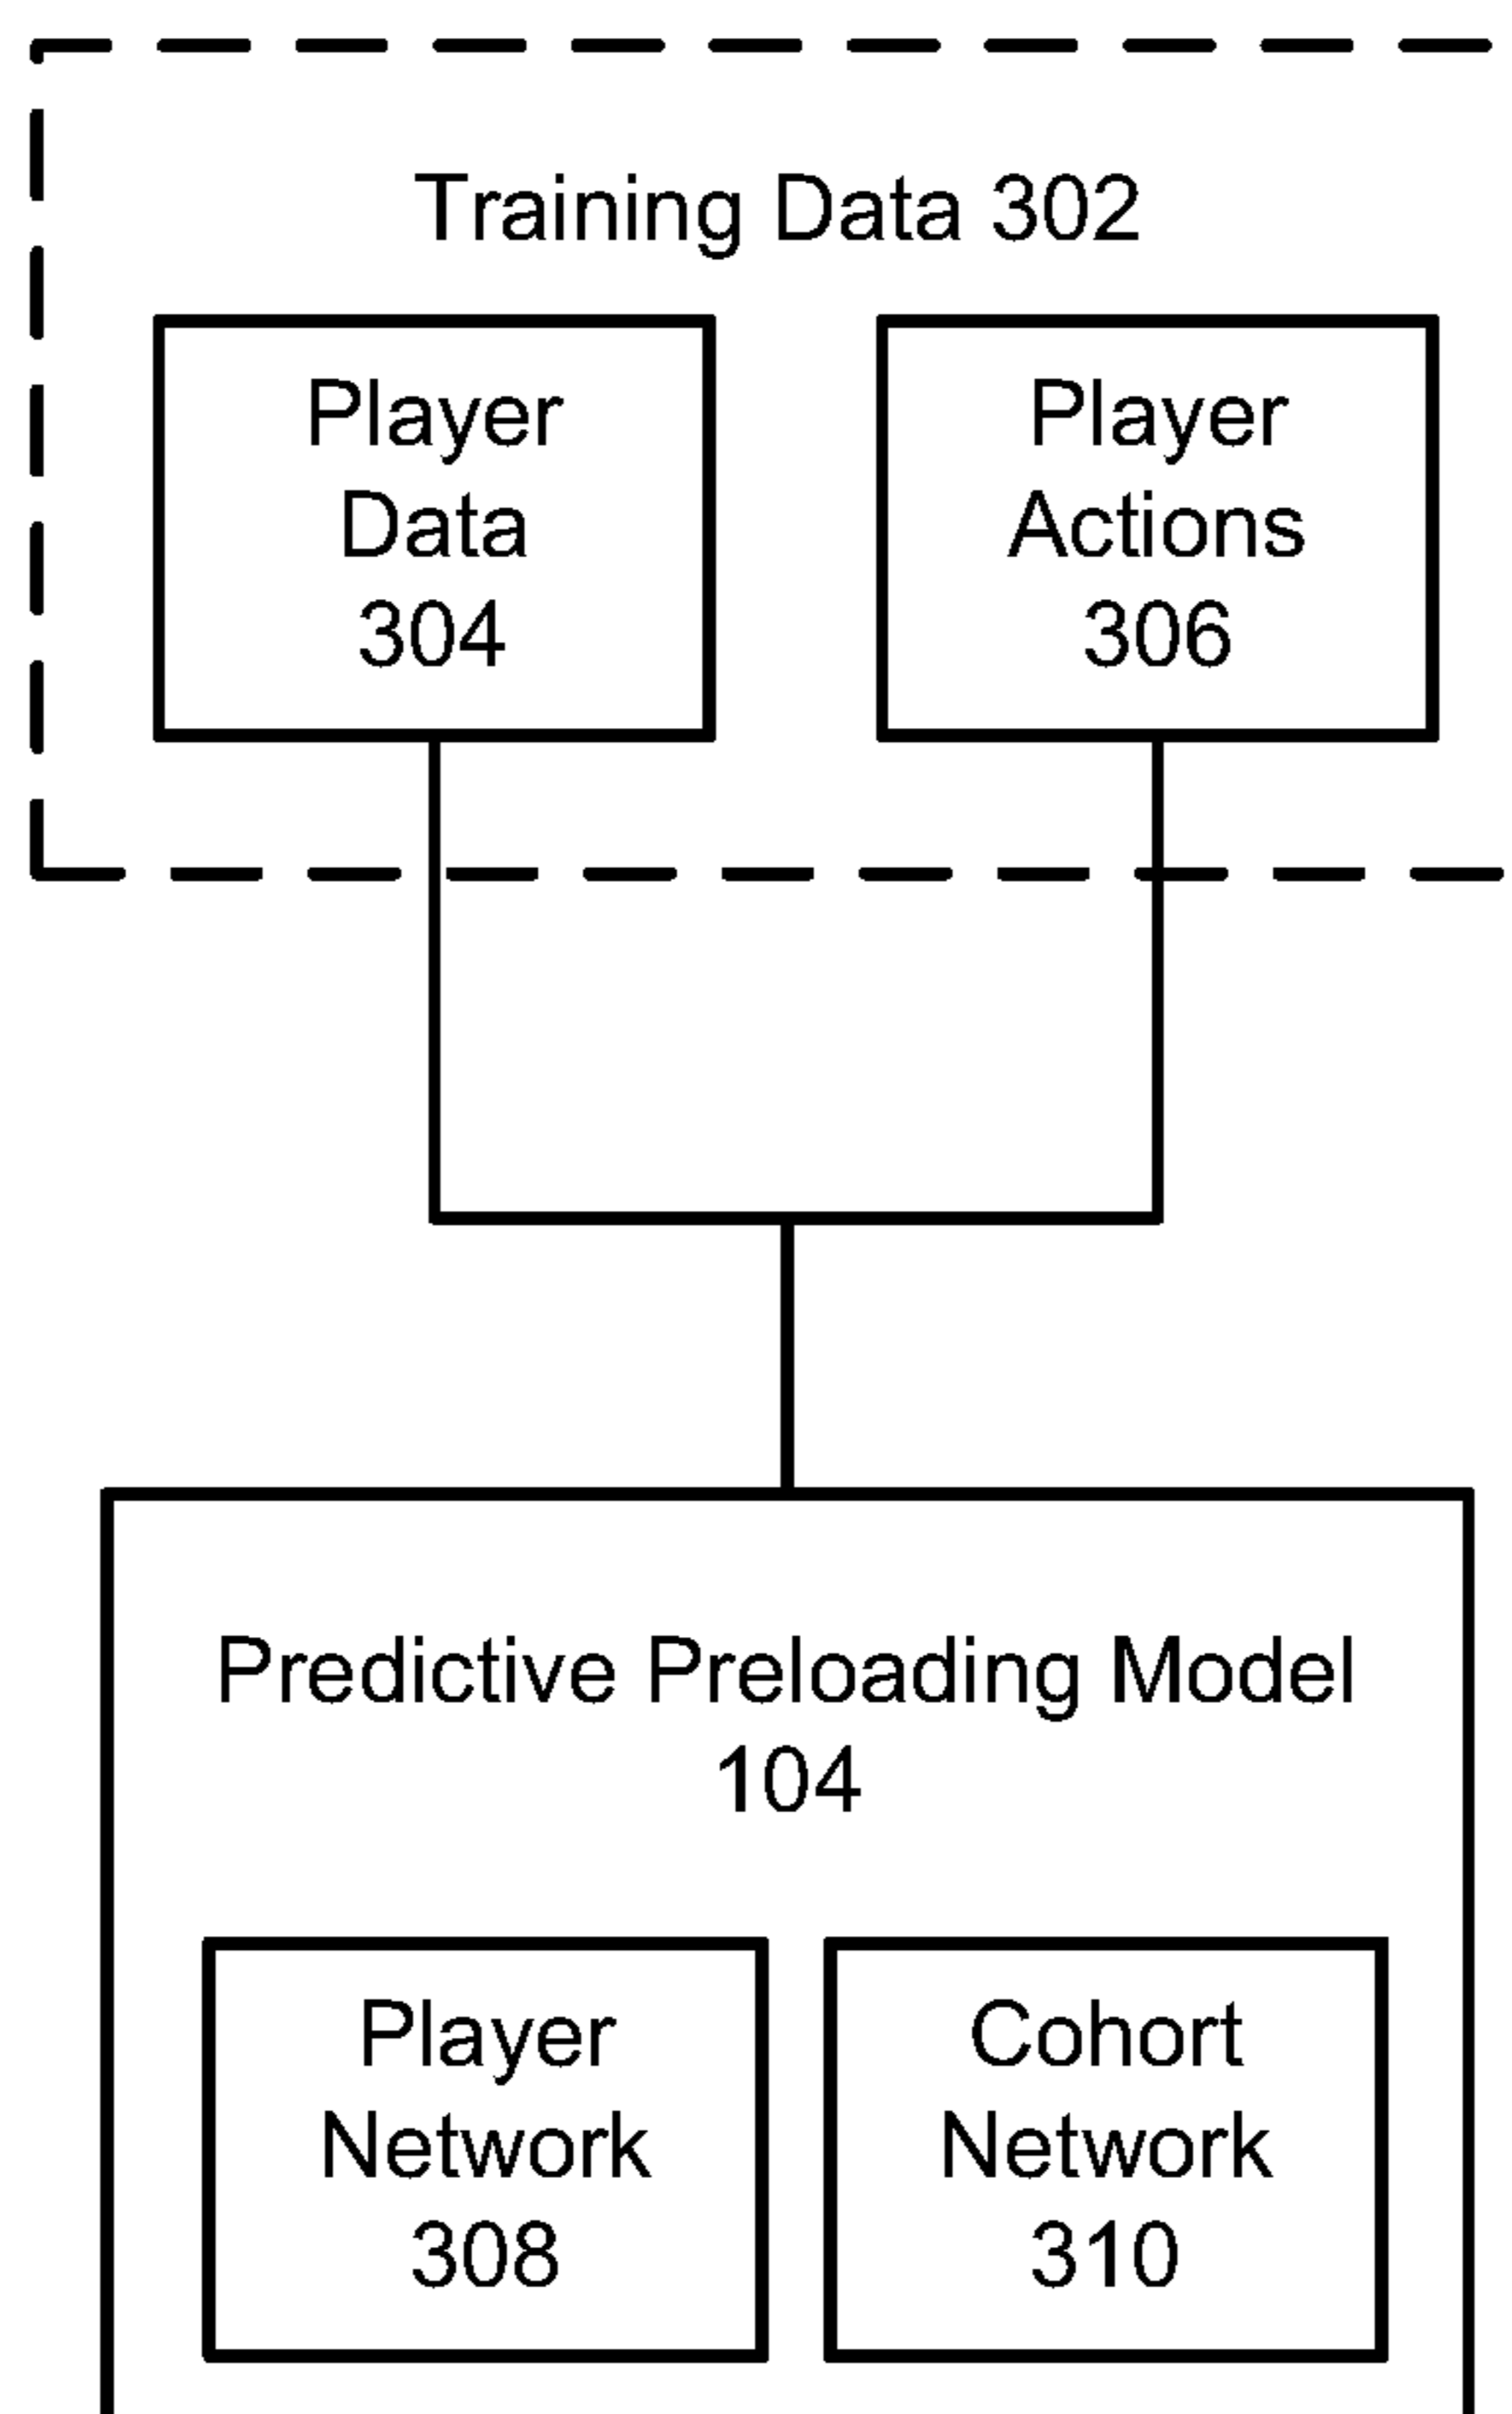 Training Data 302
Player
Data
304
Player
Actions
306
Predictive Preloading Model
104
Player
Network
308
Cohort
Network
310